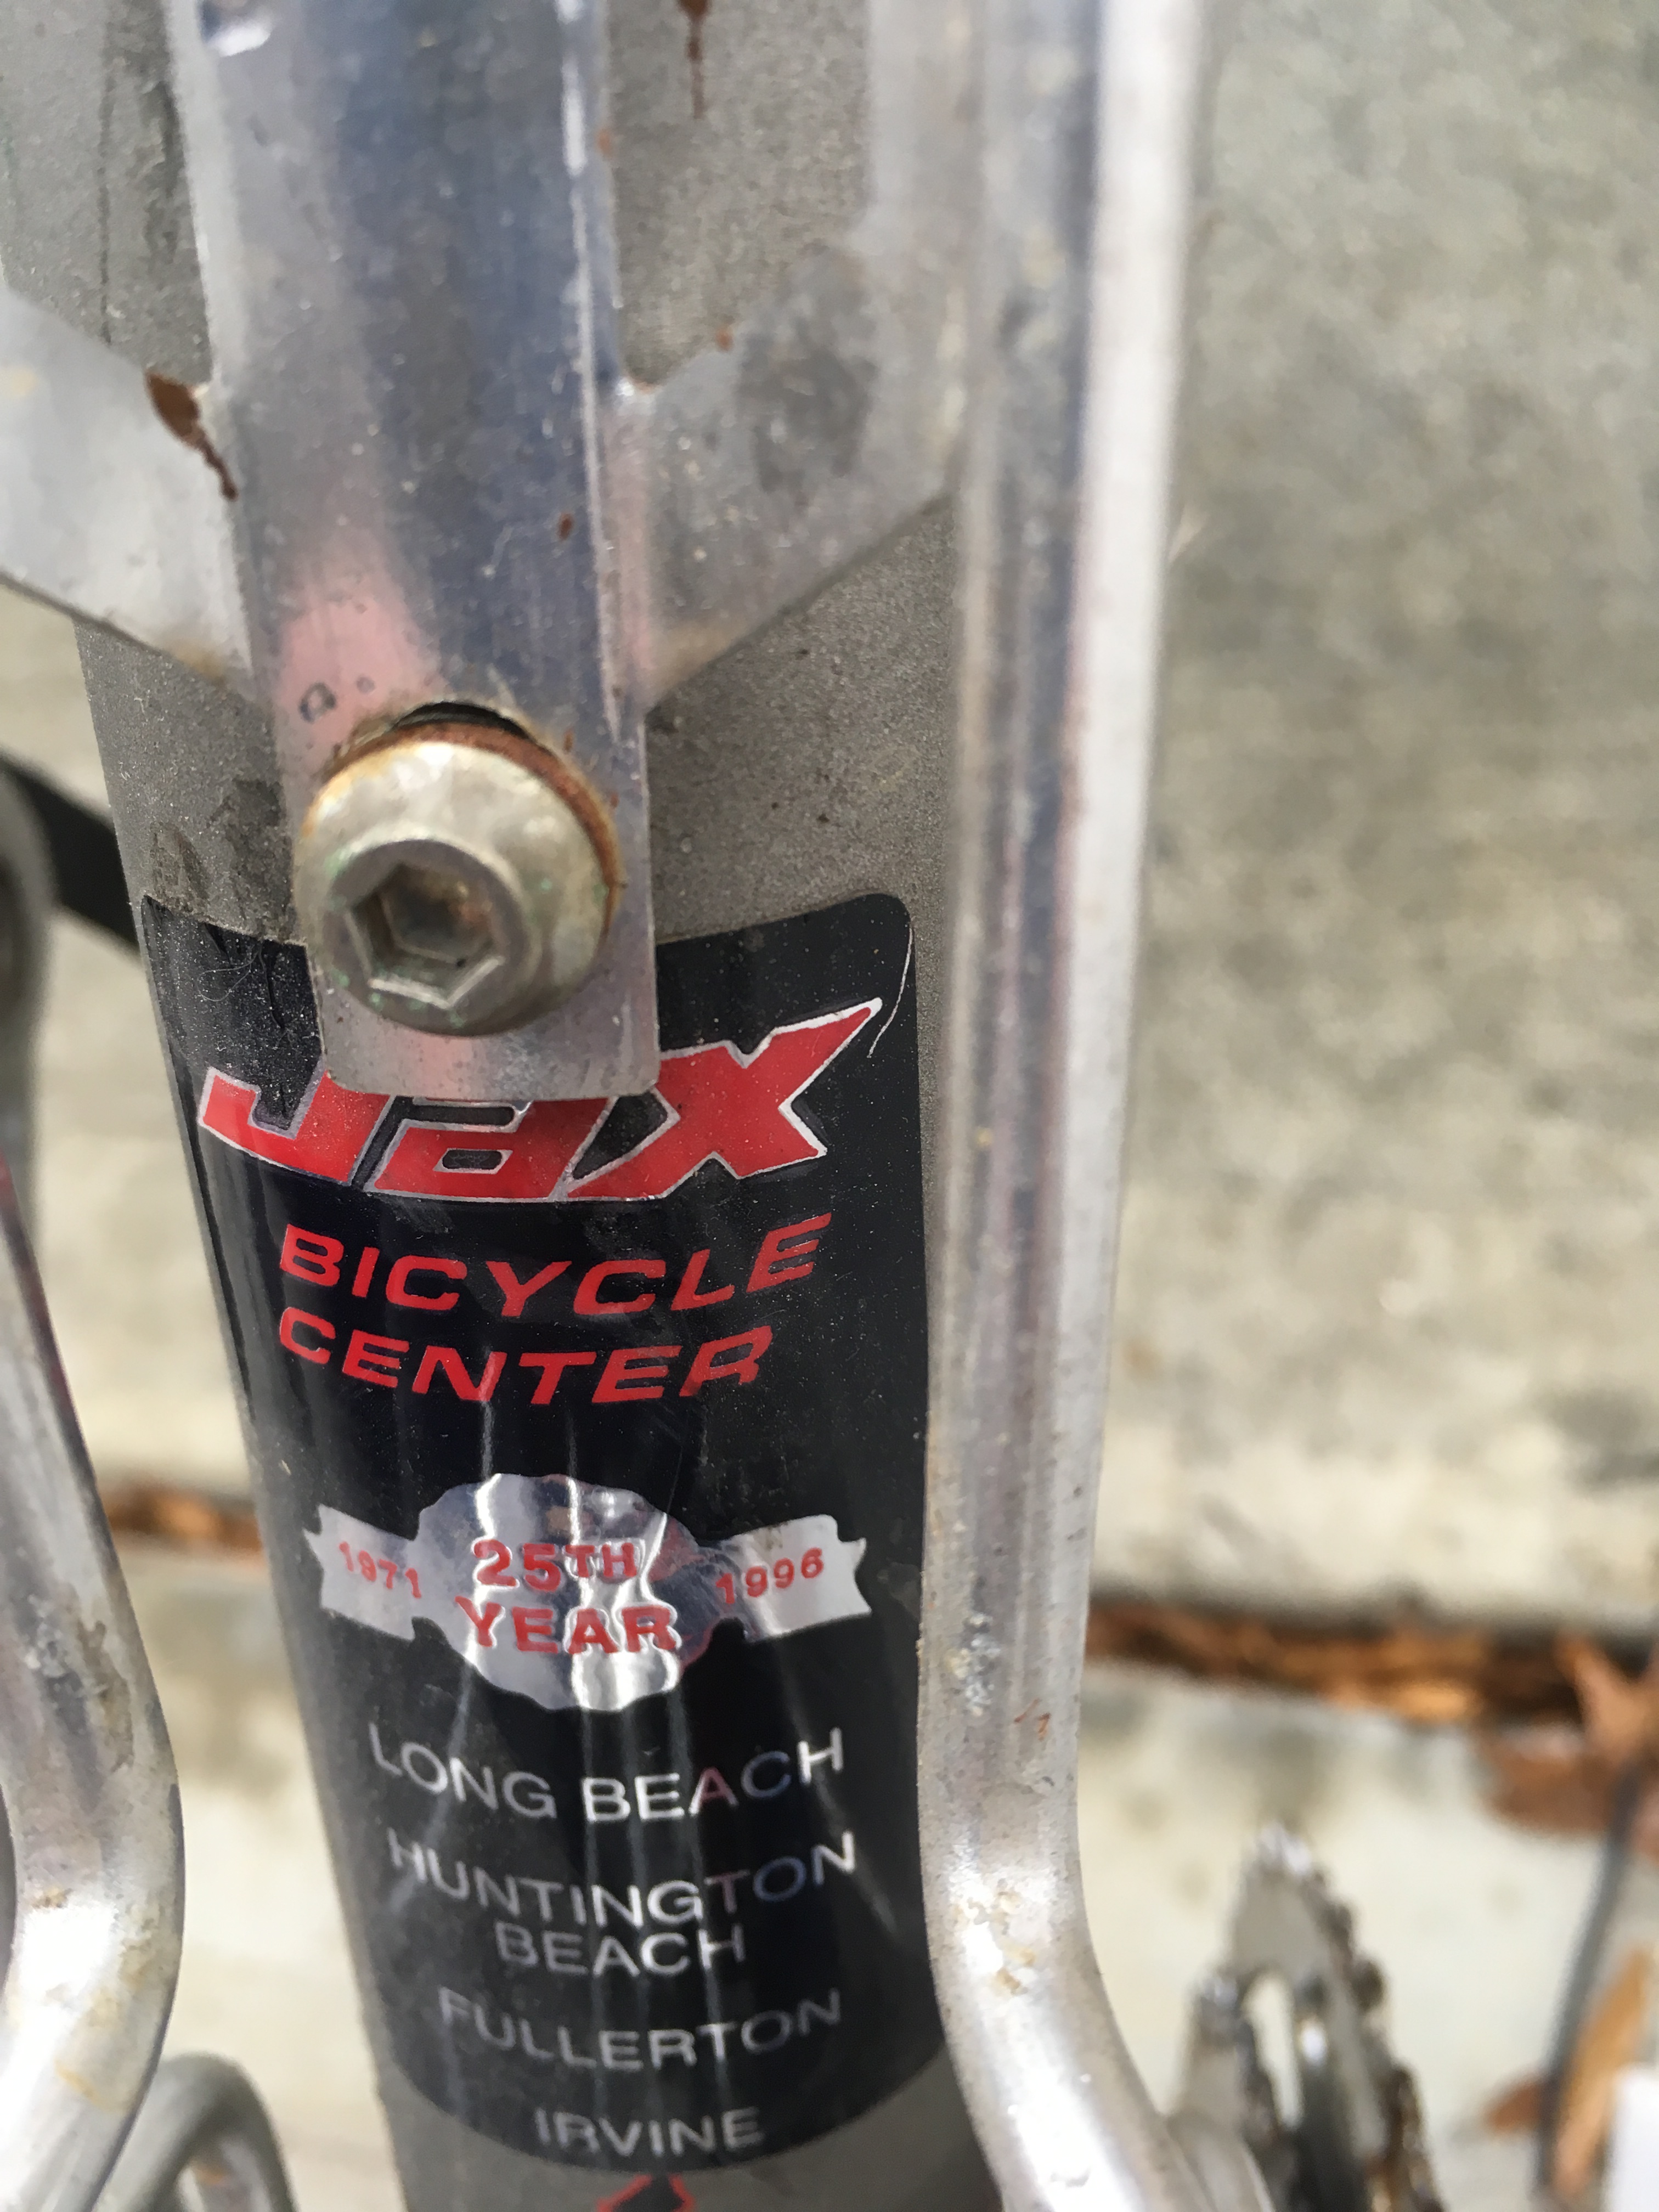 Jax
BICYCLE
CENTER
1971 25TH 1996
YEAR
LONG BEACH
HUNTINGTON
BEACH
FULLERTON
IRVINE